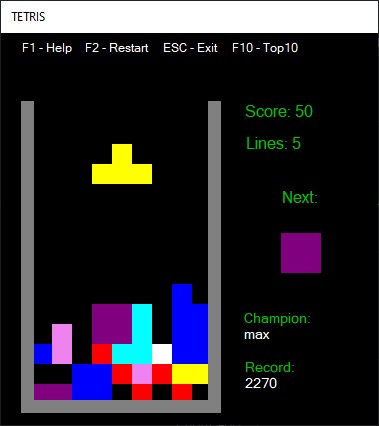 TETRIS
F1 - Help F2 - Restart ESC - Exit F10 - Top10
Score: 50
Lines: 5
Next:
Champion:
max
Record:
2270